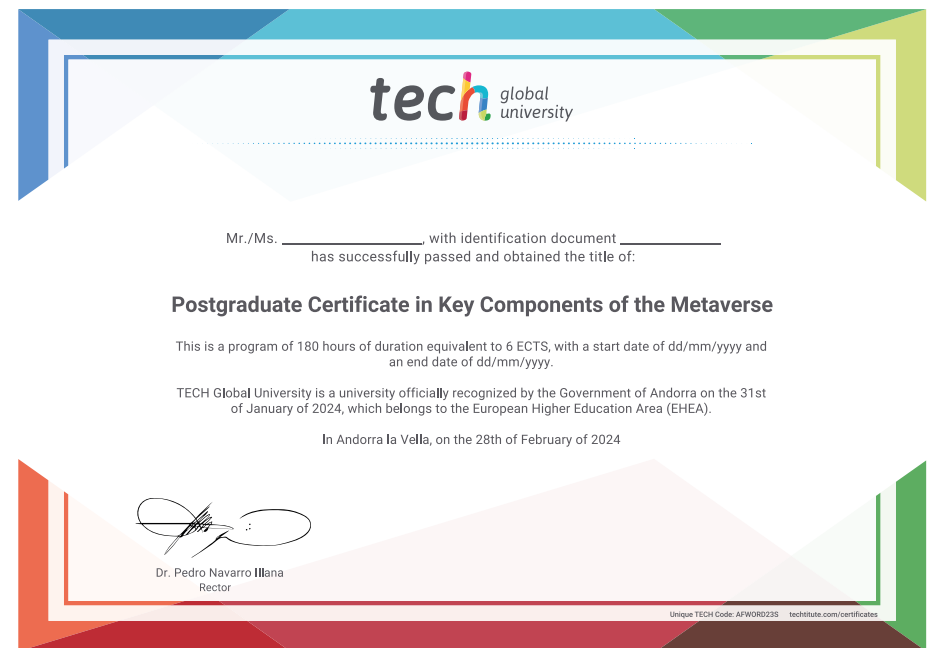 tech global
university
Mr./Ms. ____________________, with identification document ______________
has successfully passed and obtained the title of:
Postgraduate Certificate in Key Components of the Metaverse
This is a program of 180 hours of duration equivalent to 6 ECTS, with a start date of dd/mm/yyyy and
an end date of dd/mm/yyyy.
TECH Global University is a university officially recognized by the Government of Andorra on the 31st
of January of 2024, which belongs to the European Higher Education Area (EHEA).
In Andorra la Vella, on the 28th of February of 2024
Dr. Pedro Navarro Illana
Rector
Unique TECH Code: AFWORD23S techtitute.com/certificates